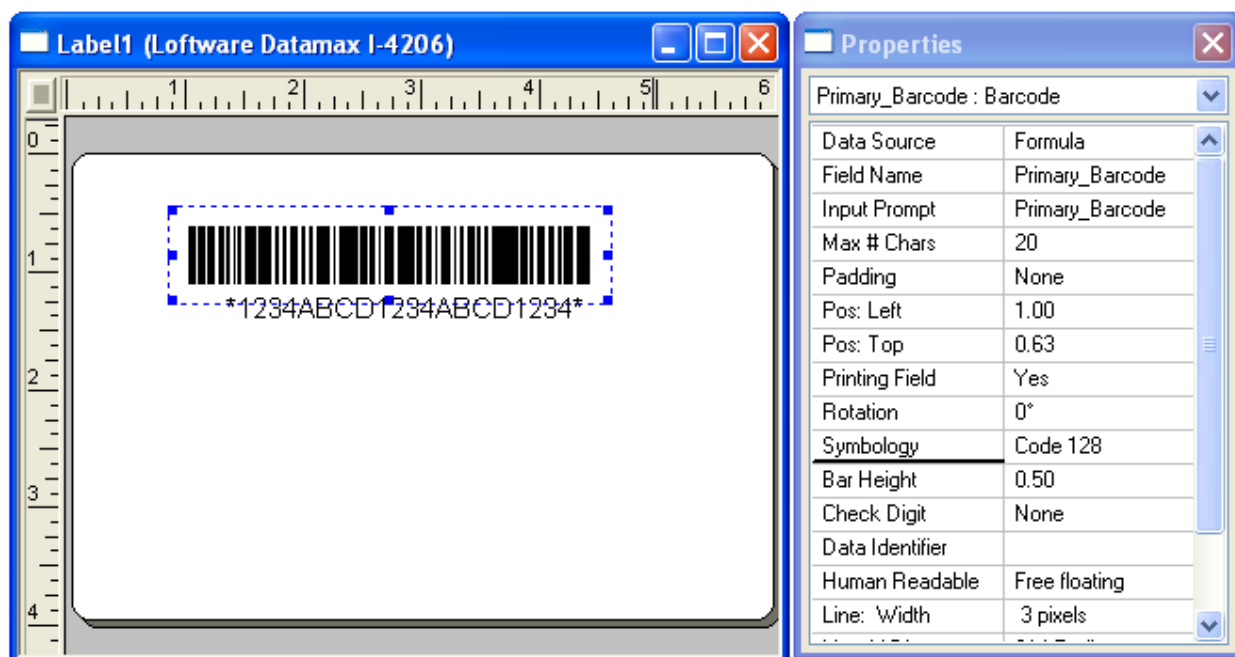 Label1 (Loftware Datamax I-4206)
1 2 3 4 5 6
0
1
2
3
4
*1234ABCD1234ABCD1234*
Properties
Primary_Barcode : Barcode
Data Source Formula
Field Name Primary_Barcode
Input Prompt Primary_Barcode
Max # Chars 20
Padding None
Pos: Left 1.00
Pos: Top 0.63
Printing Field Yes
Rotation 0°
Symbology Code 128
Bar Height 0.50
Check Digit None
Data Identifier
Human Readable Free floating
Line: Width 3 pixels